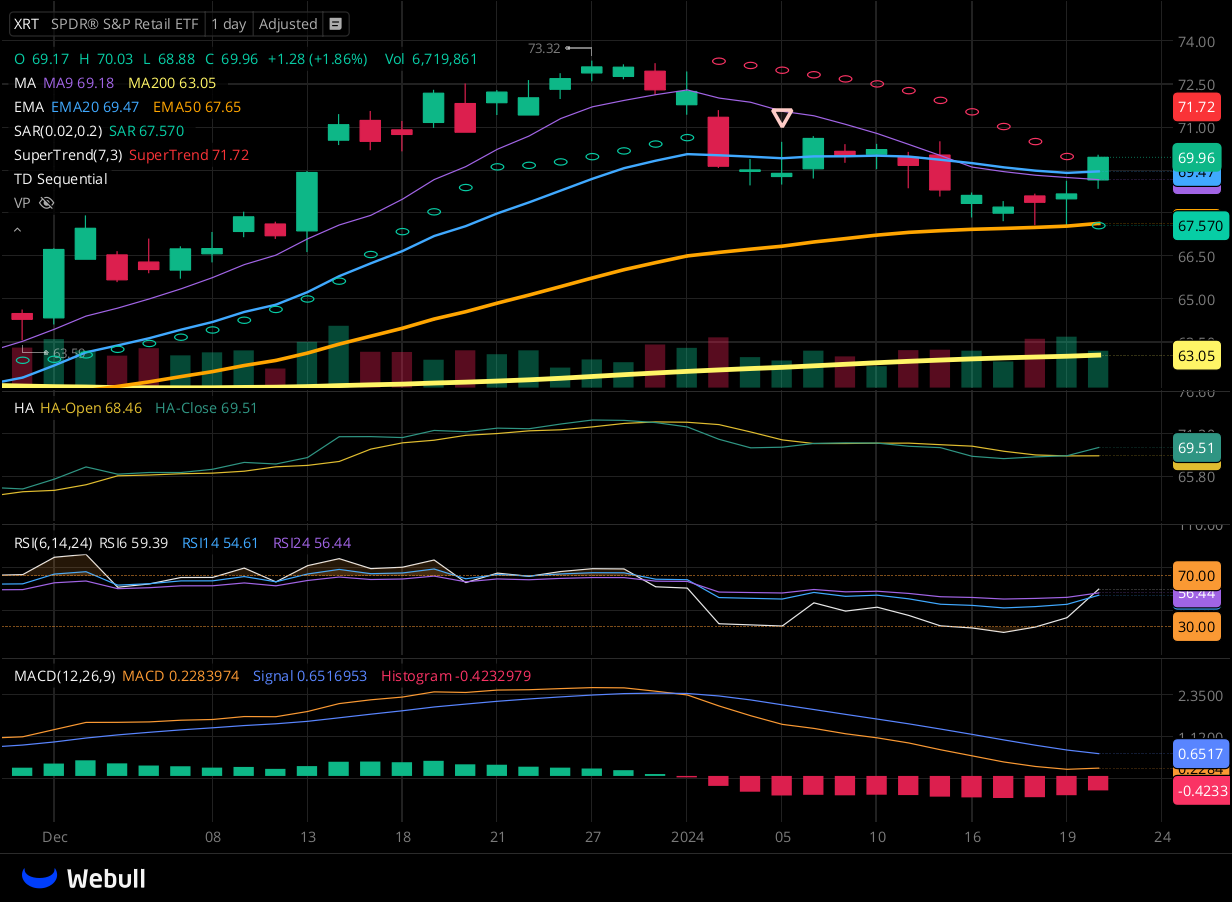 XRT SPDR® S&P Retail ETF 1 day Adjusted
73.32
74.00
O 69.17 H 70.03 L 68.88 C 69.96 +1.28 (+1.86%) Vol 6,719,861
MA MA9 69.18 MA200 63.05
72.50
EMA EMA20 69.47 EMA50 67.65
71.72
SAR(0.02,0.2) SAR 67.570
71.00
SuperTrend(7,3) SuperTrend 71.72
69.96
69.47
TD Sequential
VP
67.570
66.50
65.00
63.50
63.05
76.60
HA HA-Open 68.46 HA-Close 69.51
71.20
69.51
65.80
110.00
RSI(6,14,24) RSI6 59.39 RSI14 54.61 RSI24 56.44
70.00
56.44
30.00
MACD(12,26,9) MACD 0.2283974 Signal 0.6516953 Histogram -0.4232979
2.3500
1.1200
0.6517
0.2284
-0.4233
Dec 08 13 18 21 27 2024 05 10 16 19 24
Webull